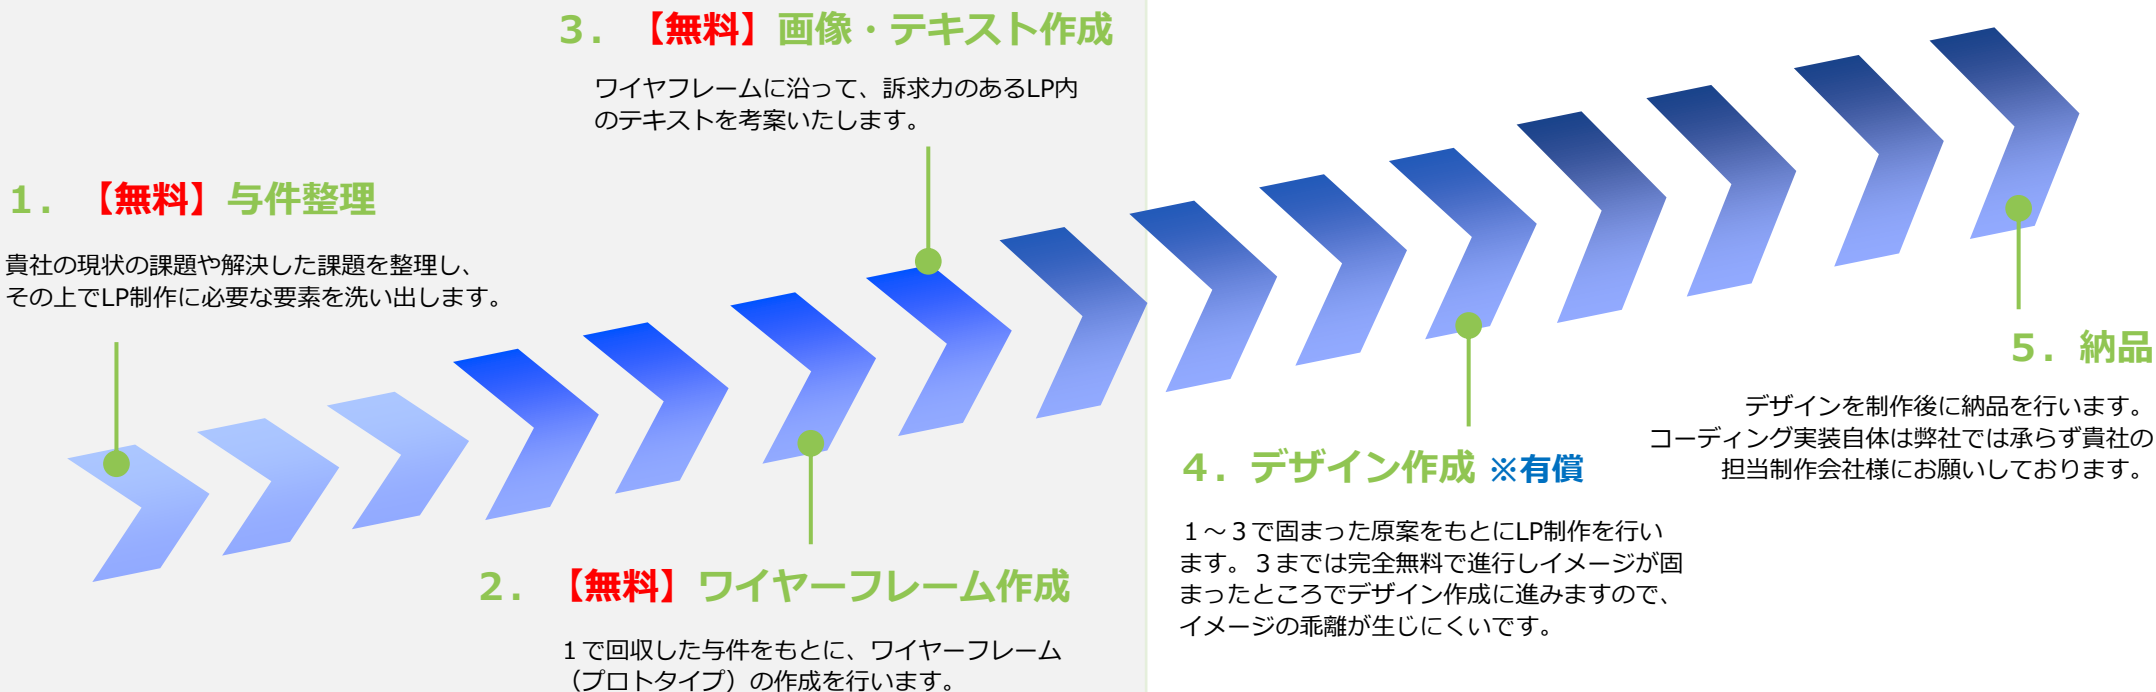 １．【無料】与件整理
貴社の現状の課題や解決した課題を整理し、
その上でLP制作に必要な要素を洗い出します。
２．【無料】ワイヤーフレーム作成
１で回収した与件をもとに、ワイヤーフレーム
（プロトタイプ）の作成を行います。
３．【無料】画像・テキスト作成
ワイヤフレームに沿って、訴求力のあるLP内
のテキストを考案いたします。
４．デザイン作成 ※有償
１～３で固まった原案をもとにLP制作を行い
ます。３までは完全無料で進行しイメージが固
まったところでデザイン作成に進みますので、
イメージの乖離が生じにくいです。
５．納品
デザインを制作後に納品を行います。
コーディング実装自体は弊社では承らず貴社の
担当制作会社様にお願いしております。